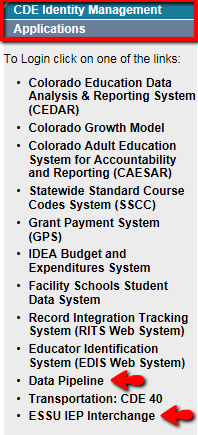 CDE Identity Management
Applications
To Login click on one of the links:
• Colorado Education Data
Analysis & Reporting System
(CEDAR)
• Colorado Growth Model
• Colorado Adult Education
System for Accountability
and Reporting (CAESAR)
• Statewide Standard Course
Codes System (SSCC)
• Grant Payment System
(GPS)
• IDEA Budget and
Expenditures System
• Facility Schools Student
Data System
• Record Integration Tracking
System (RITS Web System)
• Educator Identification
System (EDIS Web System)
• Data Pipeline
• Transportation: CDE 40
• ESSU IEP Interchange